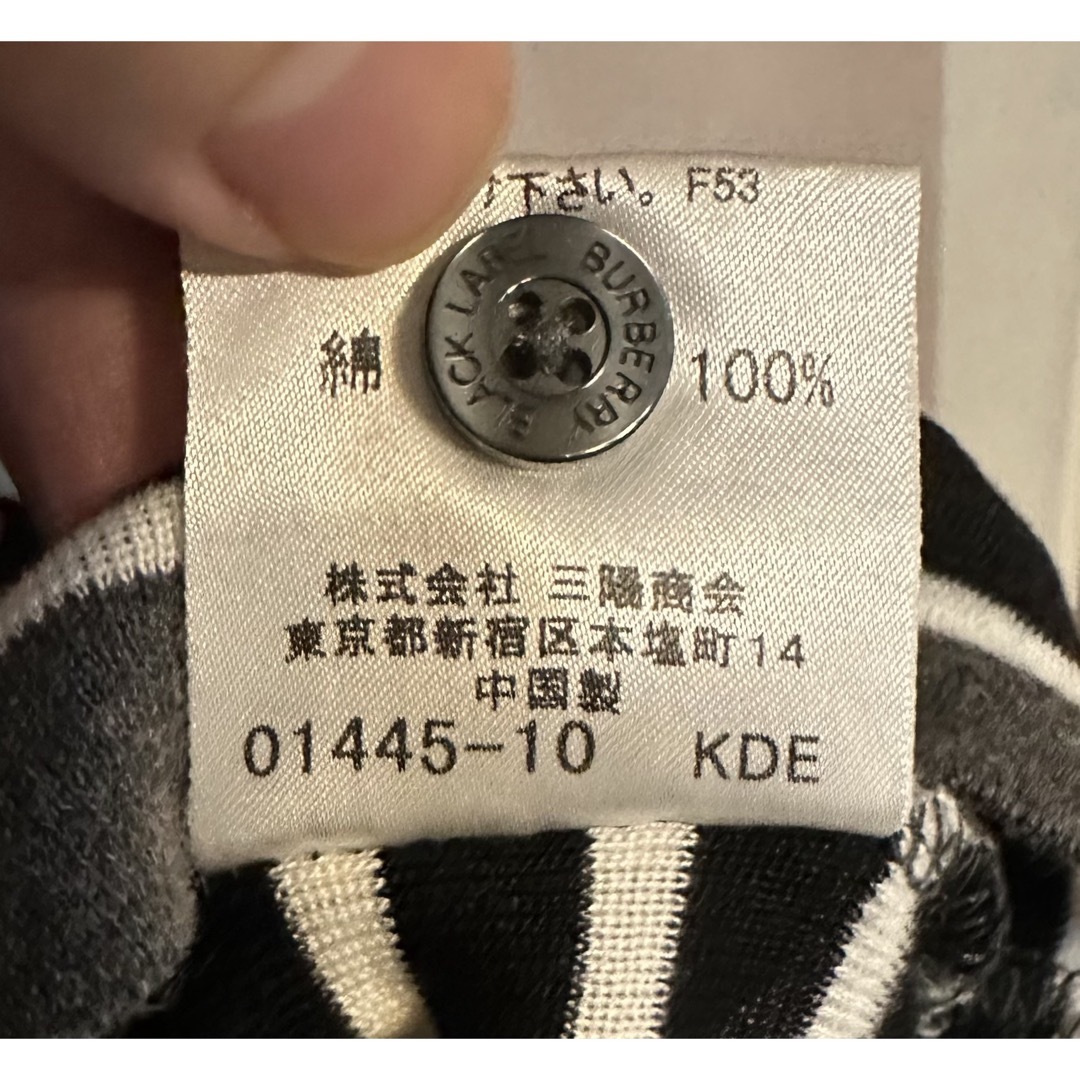 下さい。F53
BURBERRY BLACK LABEL
綿 100%
株式会社 三陽商会
東京都新宿区本塩町14
中国製
01445-10 KDE